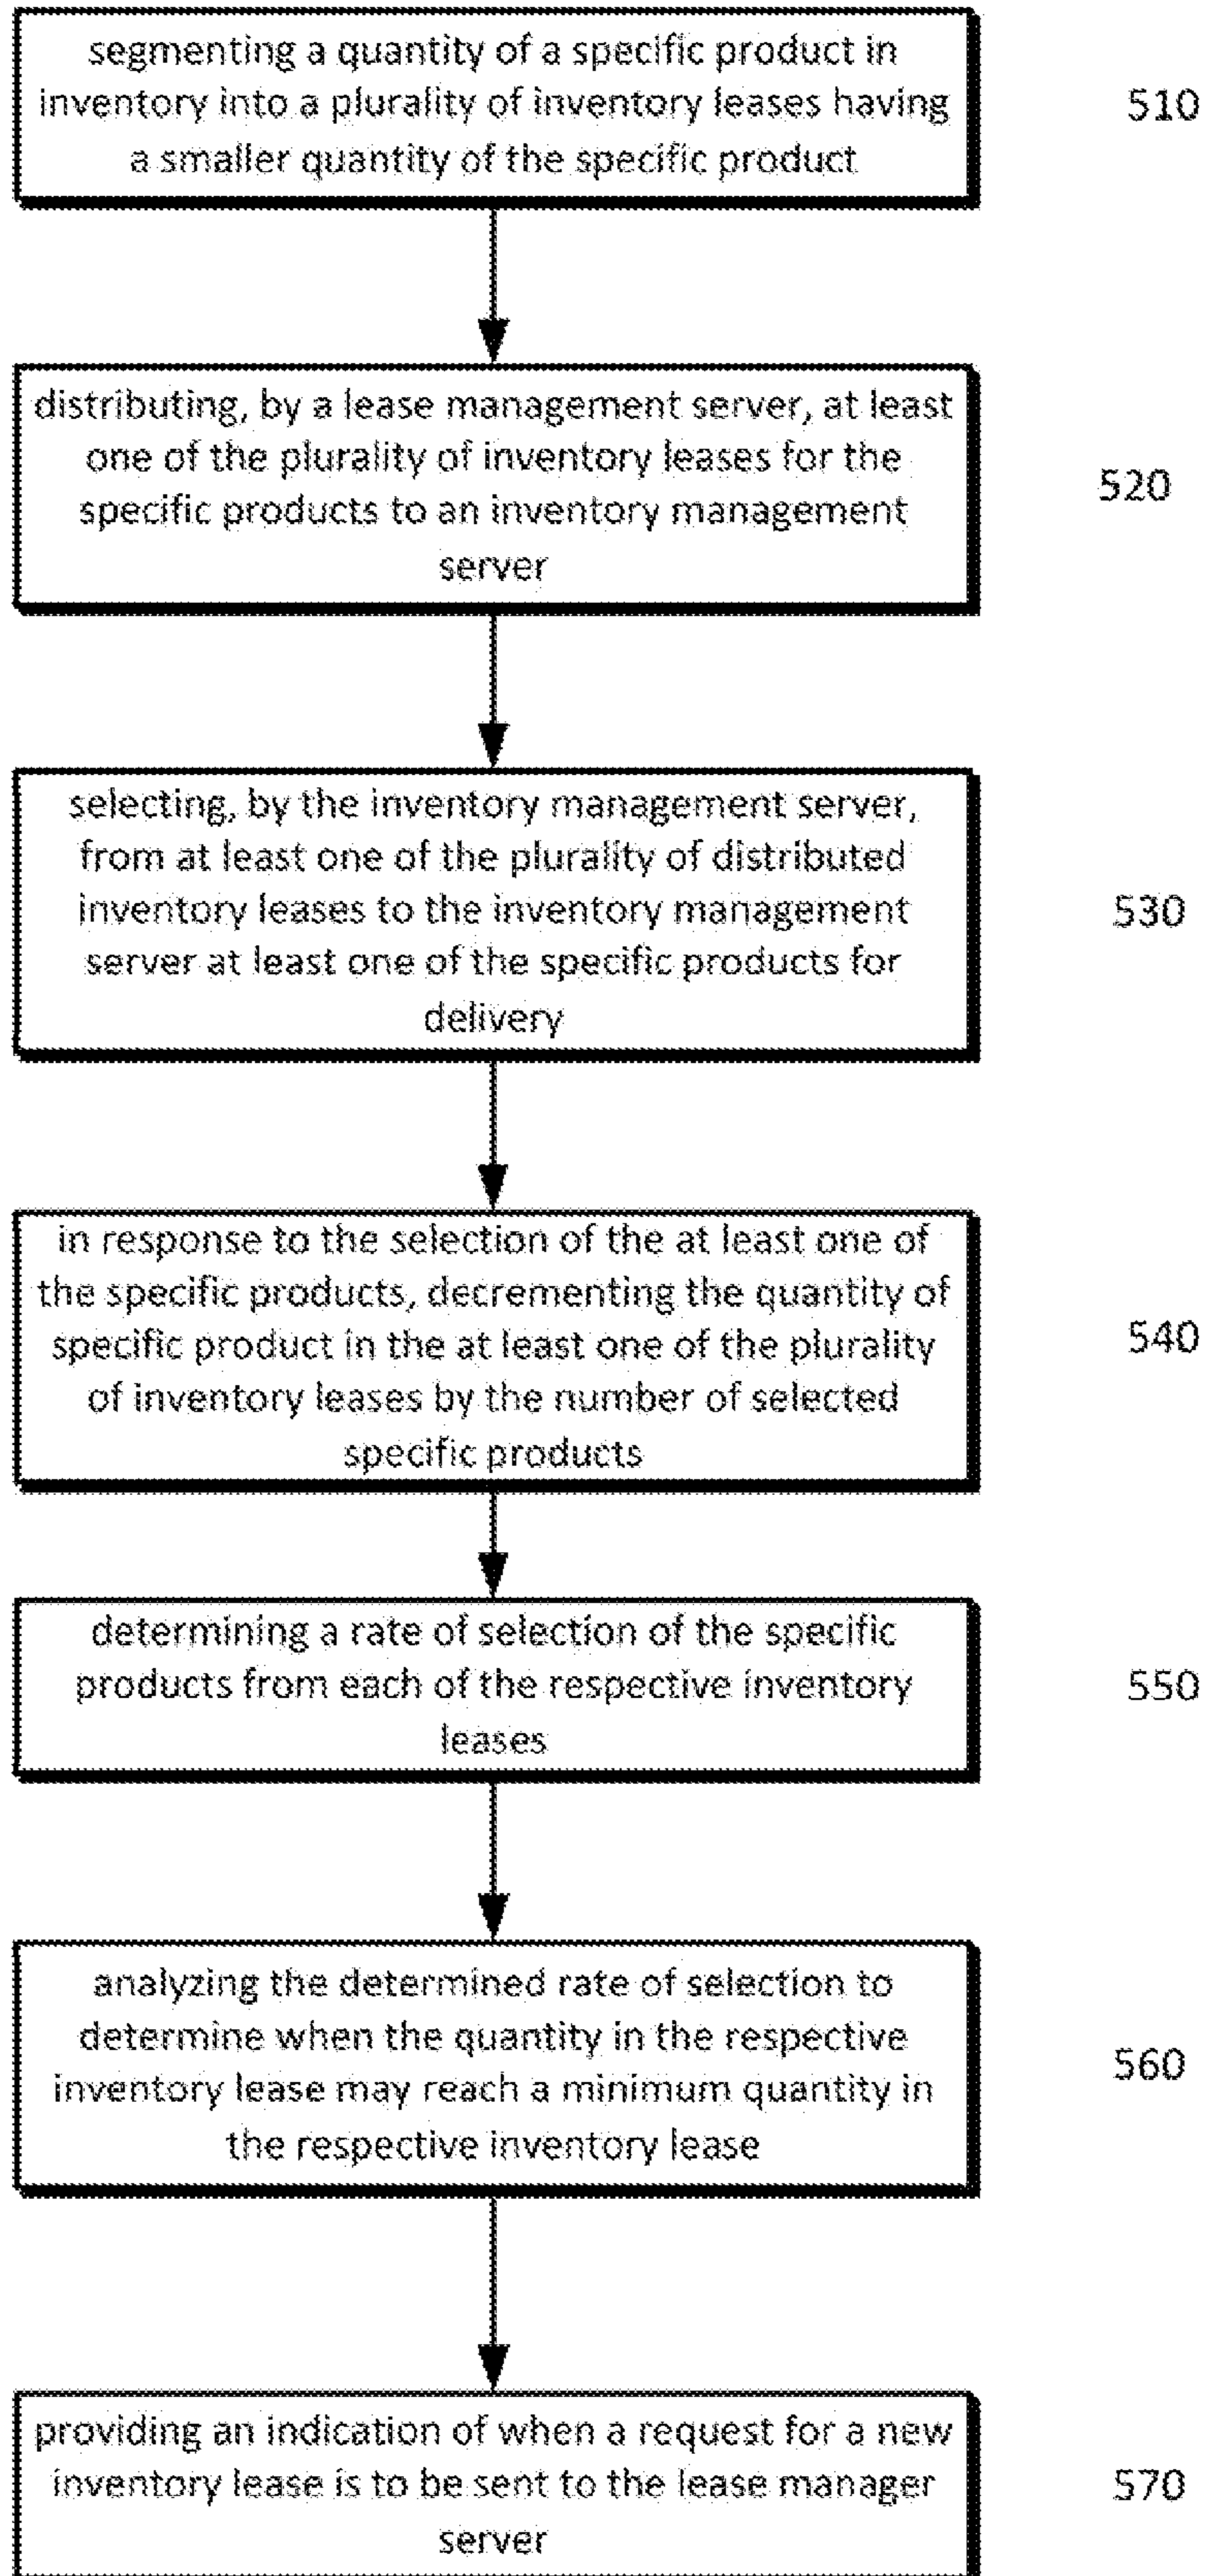 segmenting a quantity of a specific product in
inventory into a plurality of inventory leases having
a smaller quantity of the specific product
510
distributing, by a lease management server, at least
one of the plurality of inventory leases for the
specific products to an inventory management
server
520
selecting, by the inventory management server,
from at least one of the plurality of distributed
inventory leases to the inventory management
server at least one of the specific products for
delivery
530
in response to the selection of the at least one of
the specific products, decrementing the quantity of
specific product in the at least one of the plurality
of inventory leases by the number of selected
specific products
540
determining a rate of selection of the specific
products from each of the respective inventory
leases
550
analyzing the determined rate of selection to
determine when the quantity in the respective
inventory lease may reach a minimum quantity in
the respective inventory lease
560
providing an indication of when a request for a new
inventory lease is to be sent to the lease manager
server
570